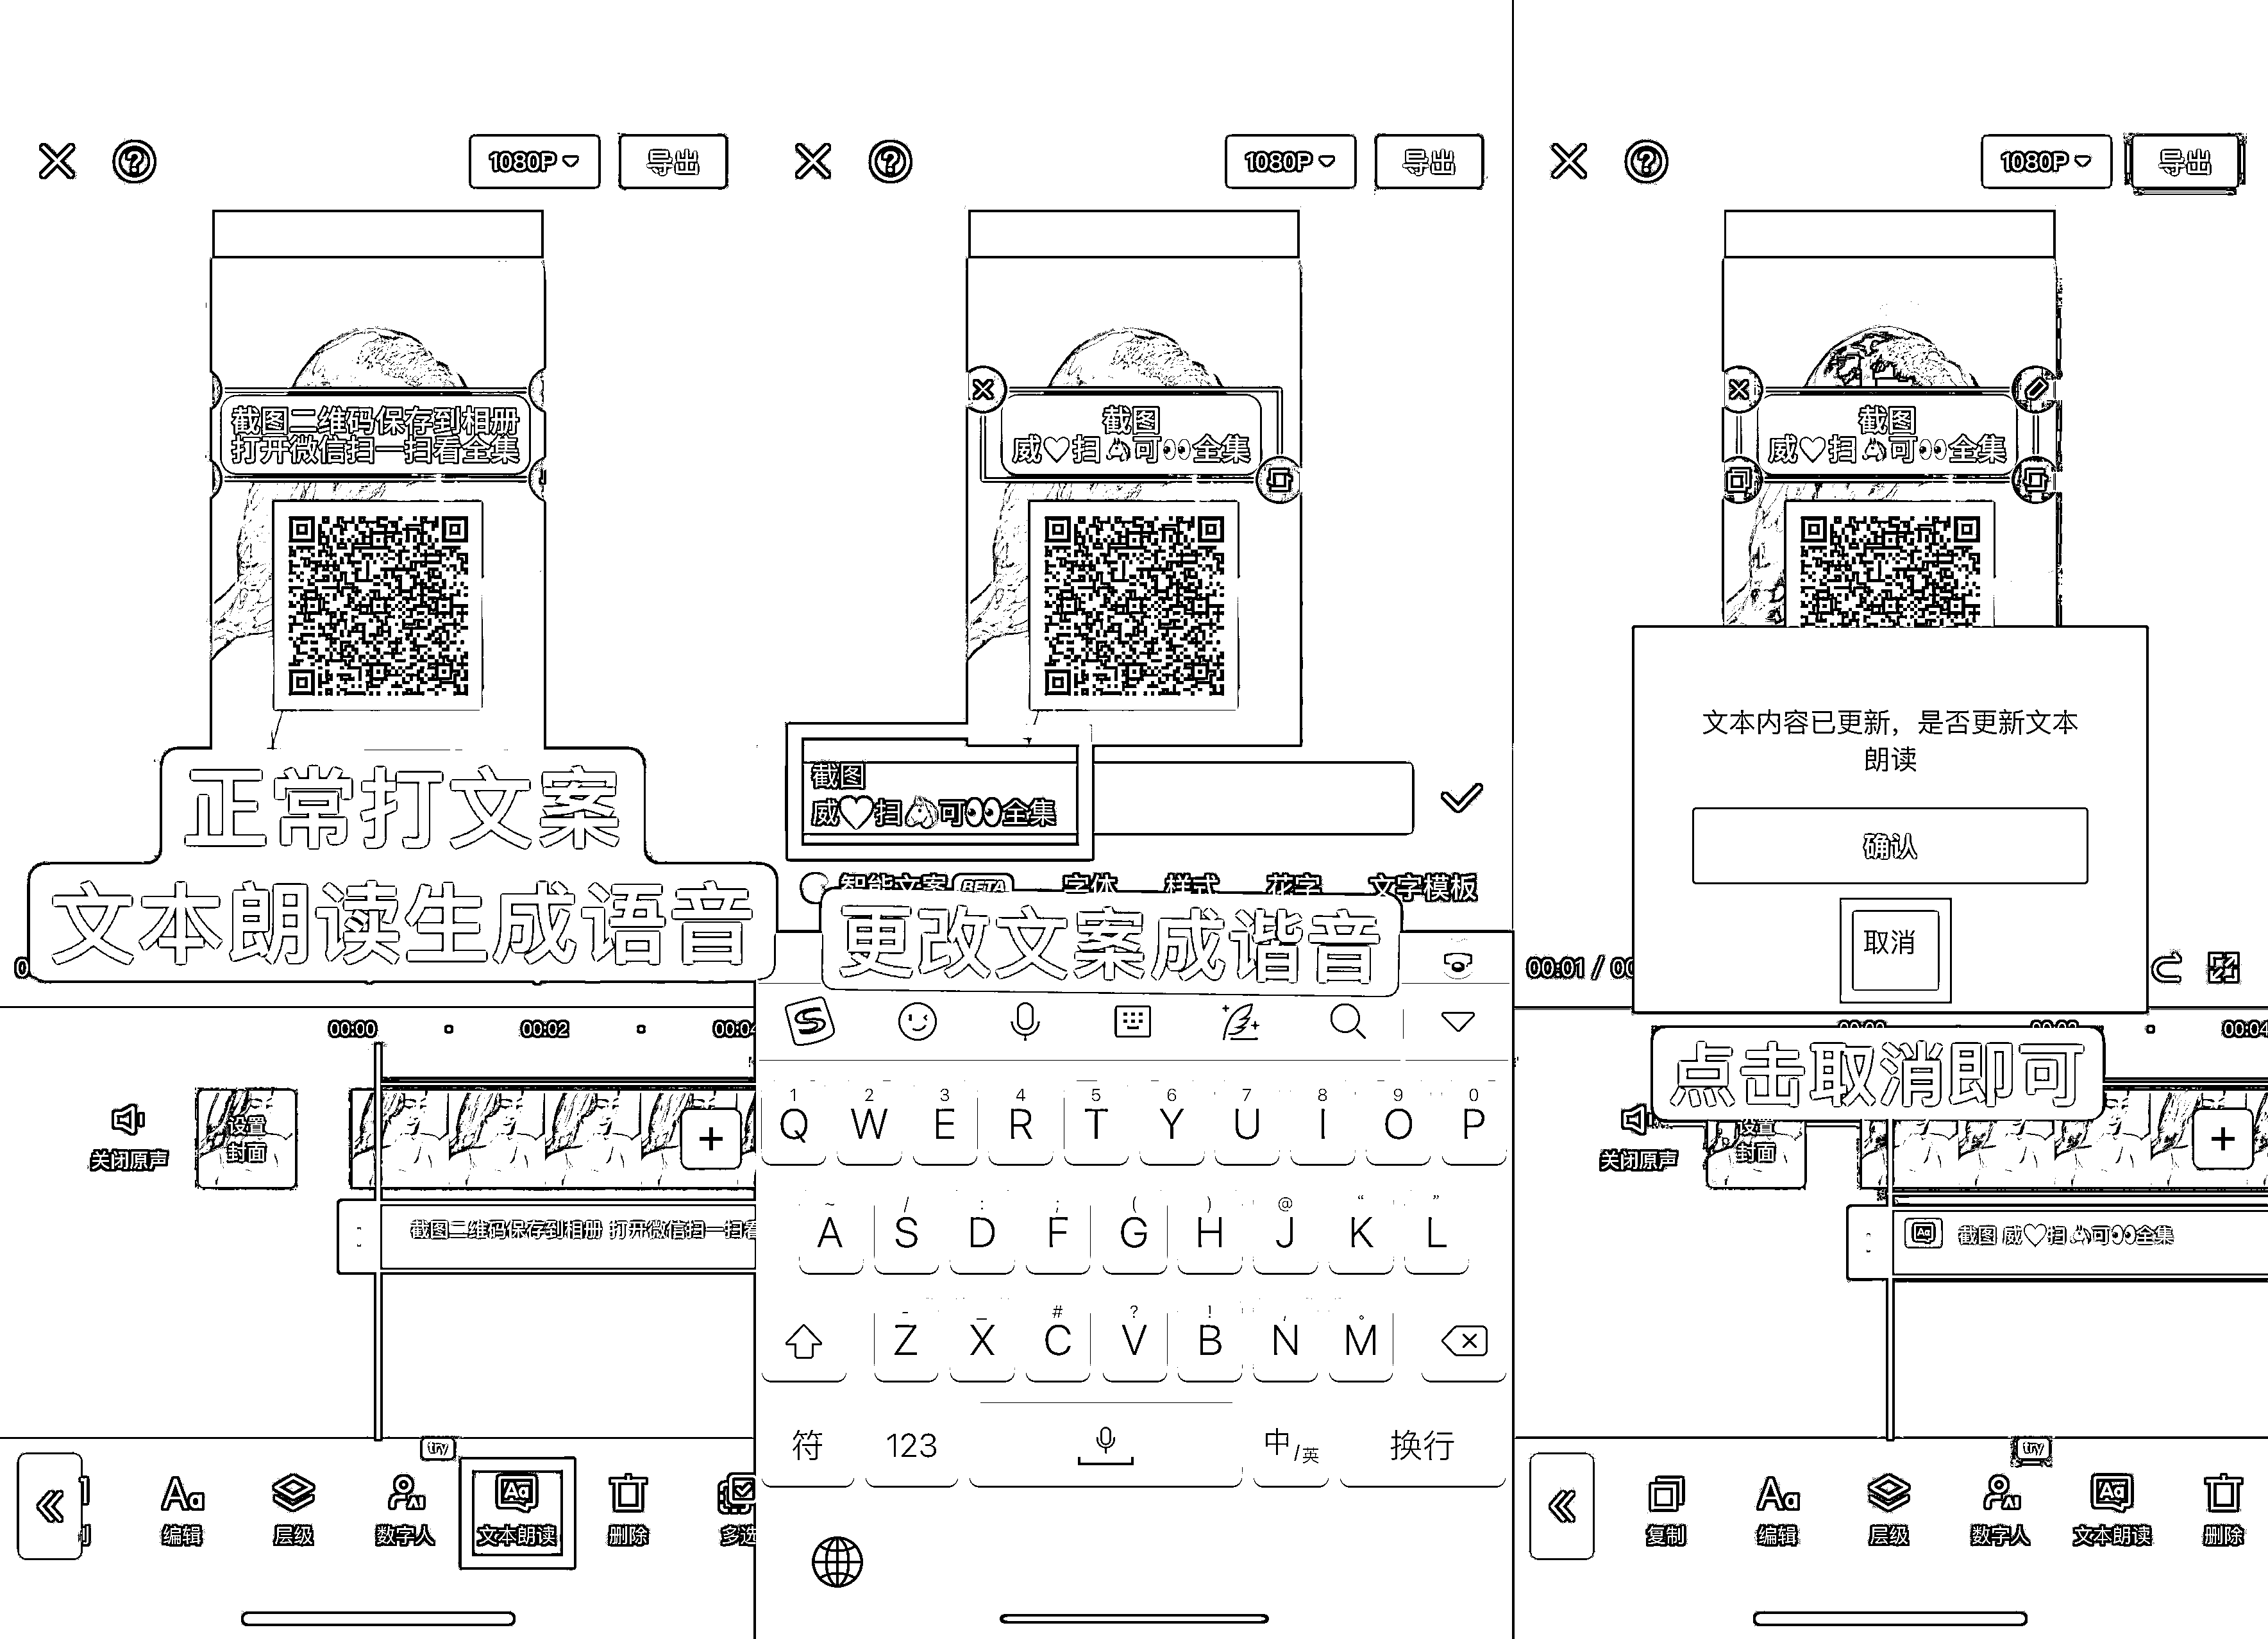 1080P
导出
截图二维码保存到相册
打开微信扫一扫看全集
正常打文案
文本朗读生成语音
00:00
00:02
00:04
关闭原声
设置
封面
截图二维码保存到相册 打开微信扫一扫看
try
编辑
层级
数字人
文本朗读
删除
多选
1080P
导出
截图
威♡扫🐴可👀全集
截图
威♡扫🐴可👀全集
智能文案 BETA
字体
样式
花字
文字模板
更改文案成谐音
1 2 3 4 5 6 7 8 9 0
Q W E R T Y U I O P
~ / : ; ( ) @ “ ”
A S D F G H J K L
- _ # ? ! , 。
Z X C V B N M
符
123
中/英
换行
1080P
导出
截图
威♡扫🐴可👀全集
文本内容已更新，是否更新文本
朗读
确认
取消
00:01 / 00
点击取消即可
00:04
关闭原声
设置
封面
截图 威♡扫🐴可👀全集
try
复制
编辑
层级
数字人
文本朗读
删除